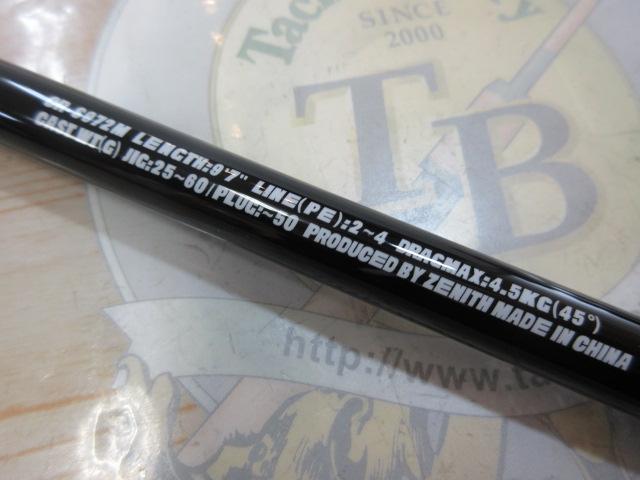 SINCE
2000
TB
LENGTH:9'7" LINE(PE):2~4 DRAGMAX:4.5KG(45°)
CAST WT(G) JIG:25~60/PLUG:~50 PRODUCED BY ZENITH MADE IN CHINA
http://www.ta